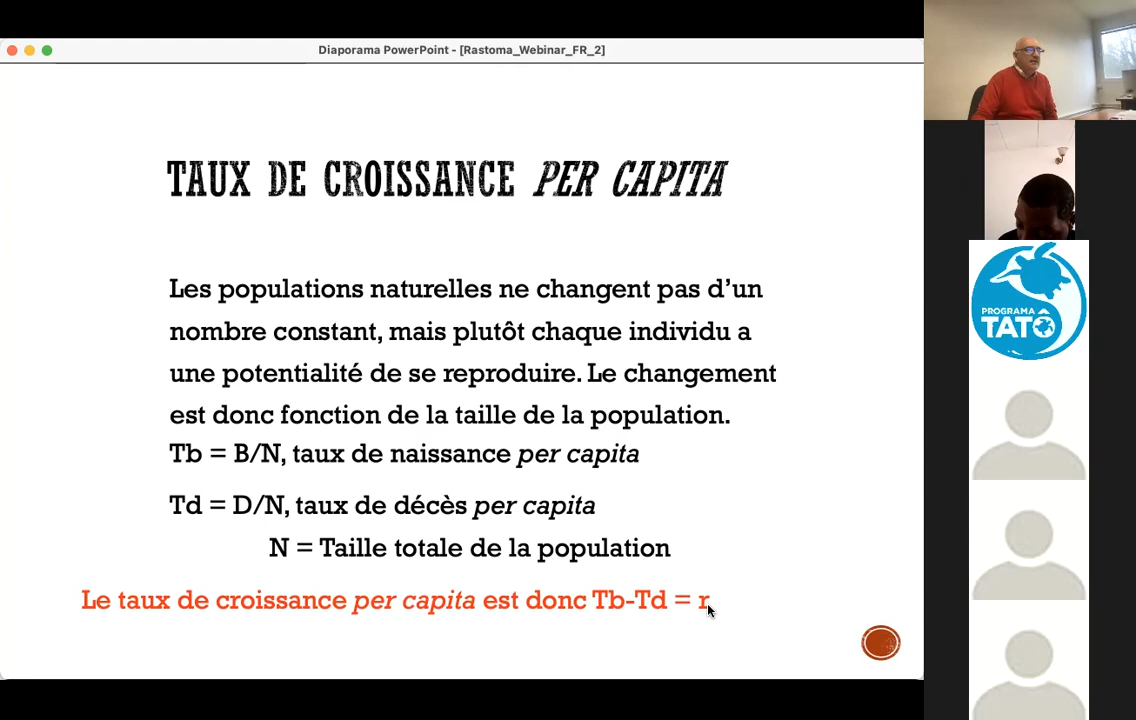 Diaporama PowerPoint - [Rastoma_Webinar_FR_2]
TAUX DE CROISSANCE PER CAPITA
Les populations naturelles ne changent pas d’un
nombre constant, mais plutôt chaque individu a
une potentialité de se reproduire. Le changement
est donc fonction de la taille de la population.
Tb = B/N, taux de naissance per capita
Td = D/N, taux de décès per capita
N = Taille totale de la population
Le taux de croissance per capita est donc Tb-Td = r
PROGRAMA
TATÔ